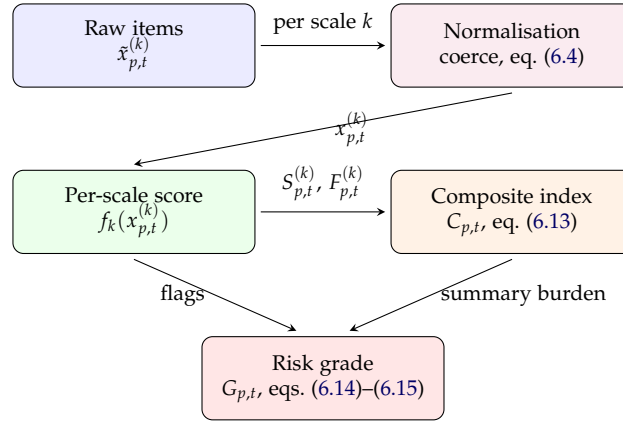 Raw items
x̃_{p,t}^{(k)}
per scale k
Normalisation
coerce, eq. (6.4)
x_{p,t}^{(k)}
Per-scale score
f_k(x_{p,t}^{(k)})
S_{p,t}^{(k)}, F_{p,t}^{(k)}
Composite index
C_{p,t}, eq. (6.13)
flags
summary burden
Risk grade
G_{p,t}, eqs. (6.14)–(6.15)